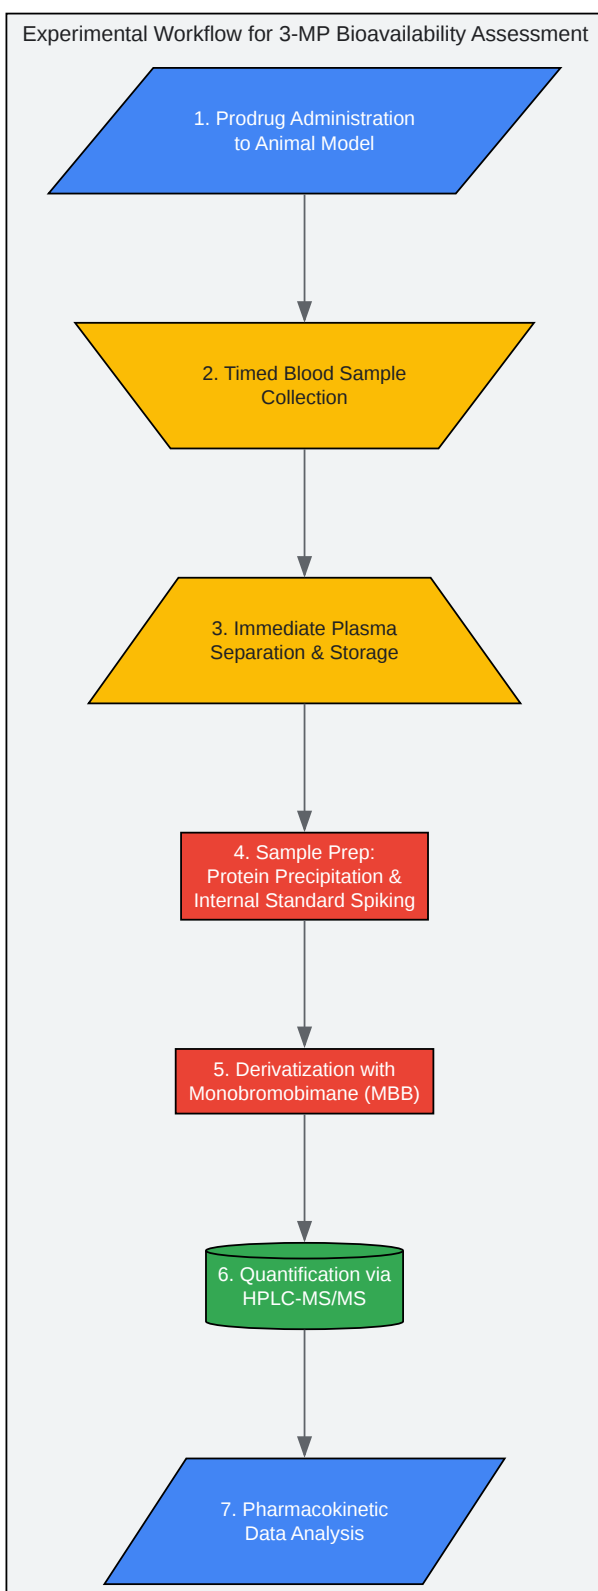 Experimental Workflow for 3-MP Bioavailability Assessment
1. Prodrug Administration
to Animal Model
2. Timed Blood Sample
Collection
3. Immediate Plasma
Separation & Storage
4. Sample Prep:
Protein Precipitation &
Internal Standard Spiking
5. Derivatization with
Monobromobimane (MBB)
6. Quantification via
HPLC-MS/MS
7. Pharmacokinetic
Data Analysis